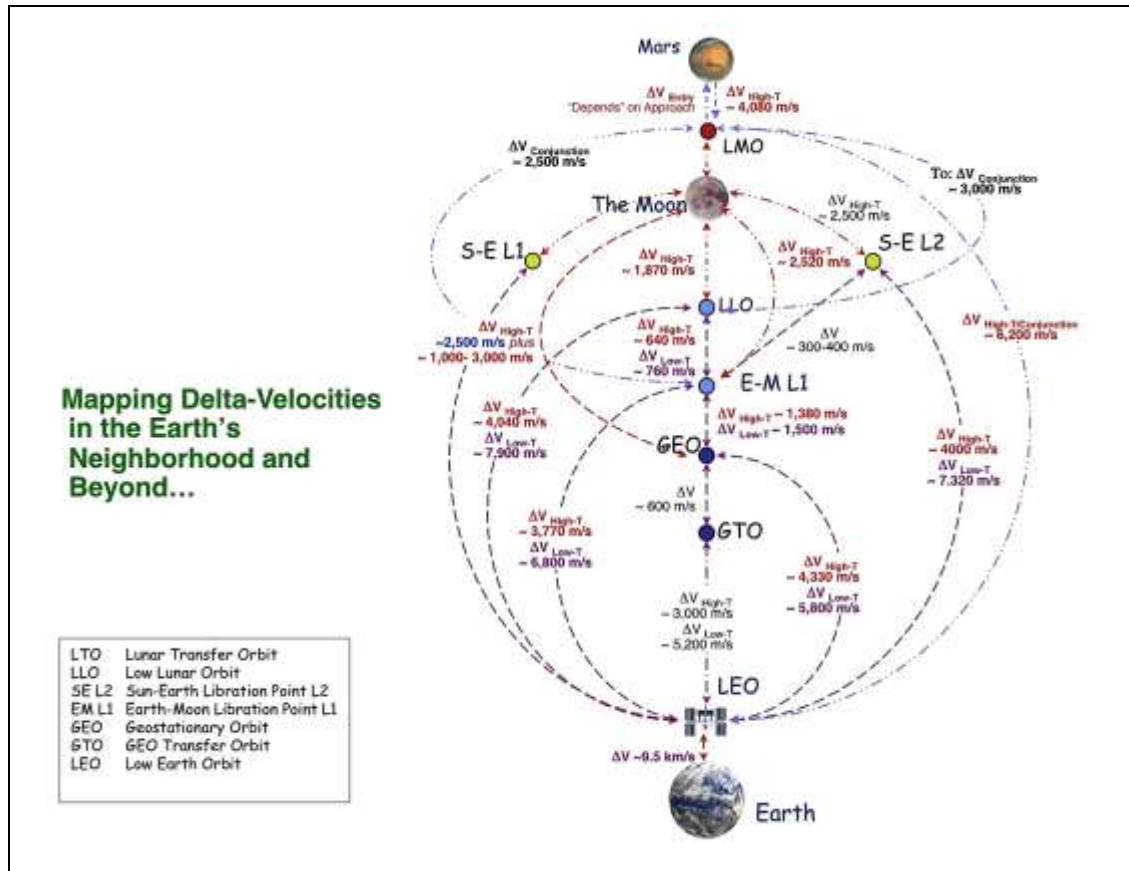 Mars
ΔV Entry
"Depends" on Approach
ΔV High-T
~ 4,080 m/s
LMO
ΔV Conjunction
~ 2,500 m/s
To: ΔV Conjunction
~ 3,000 m/s
The Moon
ΔV High-T
~ 2,500 m/s
S-E L1
S-E L2
ΔV High-T
~ 1,870 m/s
ΔV High-T
~ 2,520 m/s
LLO
ΔV High-T
~2,500 m/s plus
~ 1,000- 3,000 m/s
ΔV High-T
~ 640 m/s
ΔV Low-T
~ 760 m/s
ΔV
~ 300-400 m/s
ΔV High-T/Conjunction
~ 6,200 m/s
E-M L1
Mapping Delta-Velocities
in the Earth's
Neighborhood and
Beyond...
ΔV High-T
~ 4,040 m/s
ΔV Low-T
~ 7,900 m/s
ΔV High-T ~ 1,380 m/s
ΔV Low-T ~ 1,500 m/s
GEO
ΔV High-T
~ 4000 m/s
ΔV Low-T
~ 7.320 m/s
ΔV
~ 600 m/s
GTO
ΔV High-T
~ 3,770 m/s
ΔV Low-T
~ 6,800 m/s
ΔV High-T
~ 4,330 m/s
ΔV Low-T
~ 5,800 m/s
ΔV High-T
~ 3,000 m/s
ΔV Low-T
~ 5,200 m/s
LEO
LTO Lunar Transfer Orbit
LLO Low Lunar Orbit
SE L2 Sun-Earth Libration Point L2
EM L1 Earth-Moon Libration Point L1
GEO Geostationary Orbit
GTO GEO Transfer Orbit
LEO Low Earth Orbit
ΔV ~9.5 km/s
Earth